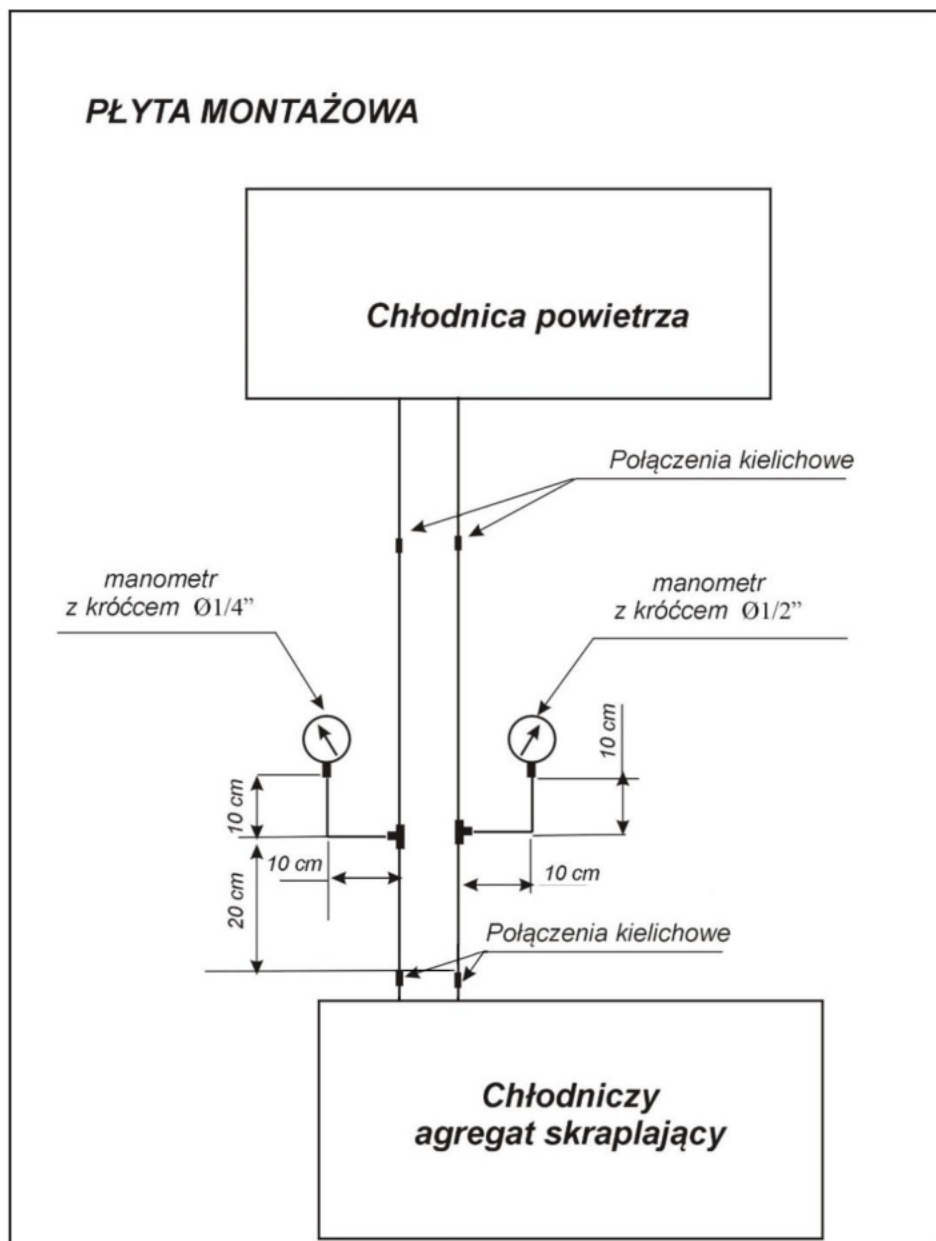 PŁYTA MONTAŻOWA
Chłodnica powietrza
Połączenia kielichowe
manometr
z króćcem Ø1/4”
manometr
z króćcem Ø1/2”
10 cm
10 cm
10 cm
10 cm
20 cm
Połączenia kielichowe
Chłodniczy
agregat skraplający